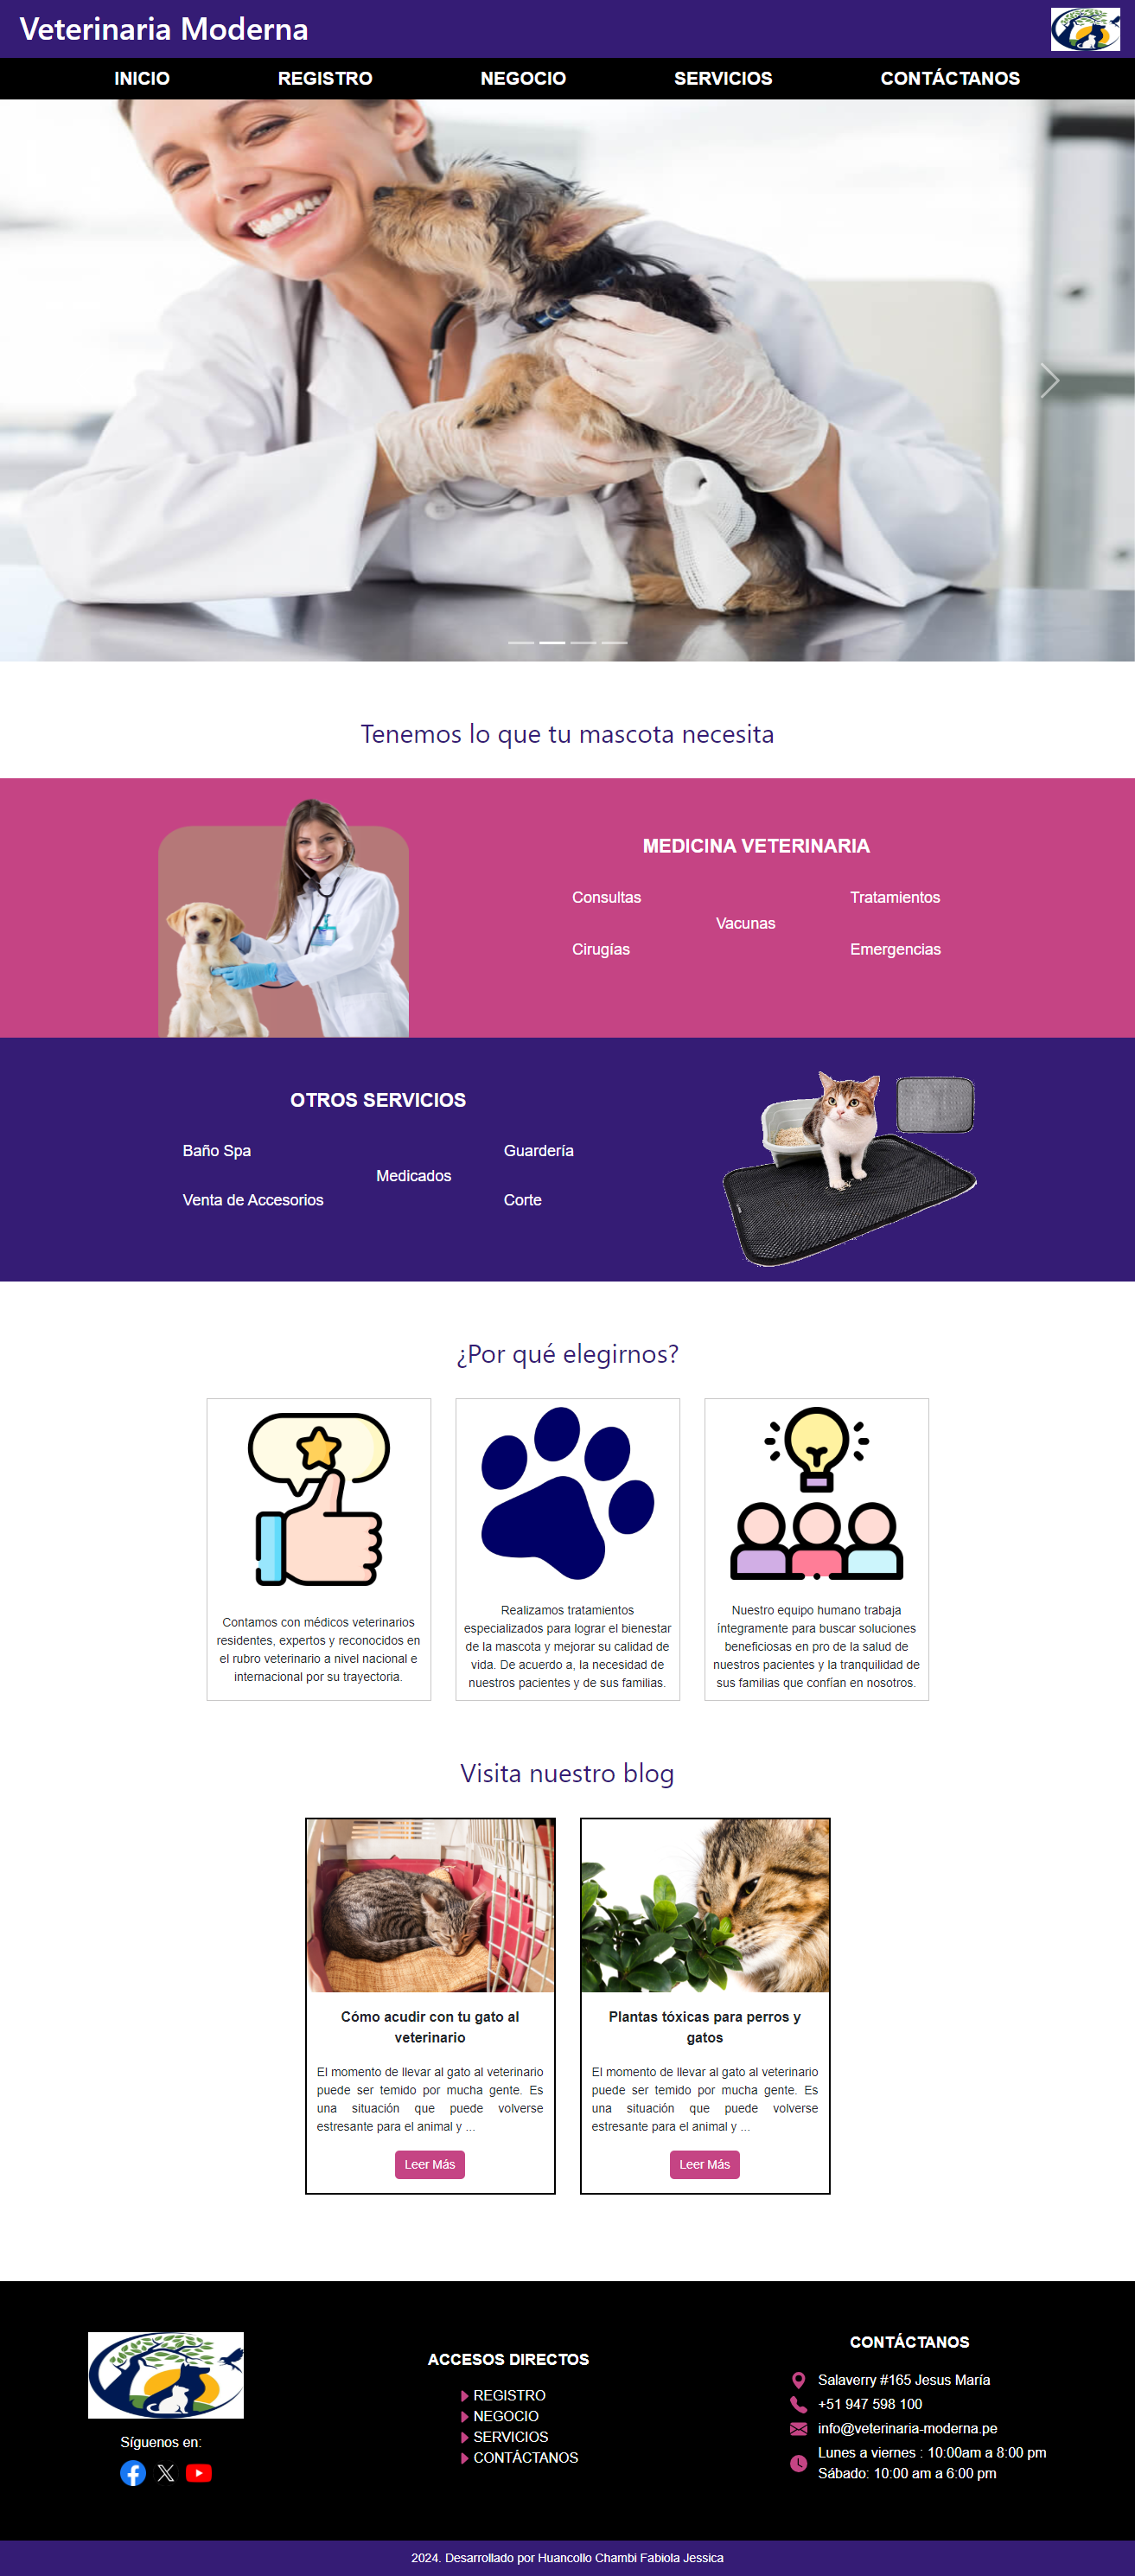 Veterinaria Moderna
INICIO
REGISTRO
NEGOCIO
SERVICIOS
CONTÁCTANOS
Tenemos lo que tu mascota necesita
MEDICINA VETERINARIA
Consultas
Tratamientos
Vacunas
Cirugías
Emergencias
OTROS SERVICIOS
Baño Spa
Guardería
Medicados
Venta de Accesorios
Corte
¿Por qué elegirnos?
Contamos con médicos veterinarios
residentes, expertos y reconocidos en
el rubro veterinario a nivel nacional e
internacional por su trayectoria.
Realizamos tratamientos
especializados para lograr el bienestar
de la mascota y mejorar su calidad de
vida. De acuerdo a, la necesidad de
nuestros pacientes y de sus familias.
Nuestro equipo humano trabaja
íntegramente para buscar soluciones
beneficiosas en pro de la salud de
nuestros pacientes y la tranquilidad de
sus familias que confían en nosotros.
Visita nuestro blog
Cómo acudir con tu gato al
veterinario
El momento de llevar al gato al veterinario
puede ser temido por mucha gente. Es
una situación que puede volverse
estresante para el animal y ...
Leer Más
Plantas tóxicas para perros y
gatos
El momento de llevar al gato al veterinario
puede ser temido por mucha gente. Es
una situación que puede volverse
estresante para el animal y ...
Leer Más
Síguenos en:
ACCESOS DIRECTOS
REGISTRO
NEGOCIO
SERVICIOS
CONTÁCTANOS
CONTÁCTANOS
Salaverry #165 Jesus María
+51 947 598 100
info@veterinaria-moderna.pe
Lunes a viernes : 10:00am a 8:00 pm
Sábado: 10:00 am a 6:00 pm
2024. Desarrollado por Huancollo Chambi Fabiola Jessica